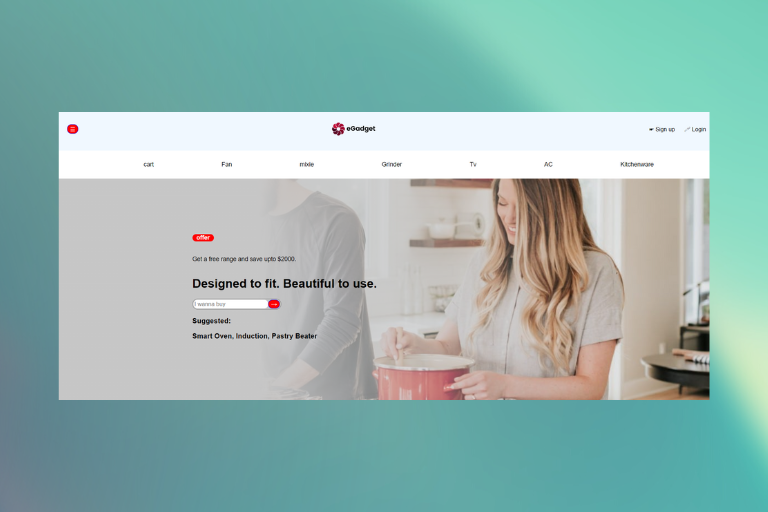 eGadget
Sign up
Login
cart
Fan
mixie
Grinder
Tv
AC
Kitchenware
offer
Get a free range and save upto $2000.
Designed to fit. Beautiful to use.
I wanna buy
Suggested:
Smart Oven, Induction, Pastry Beater